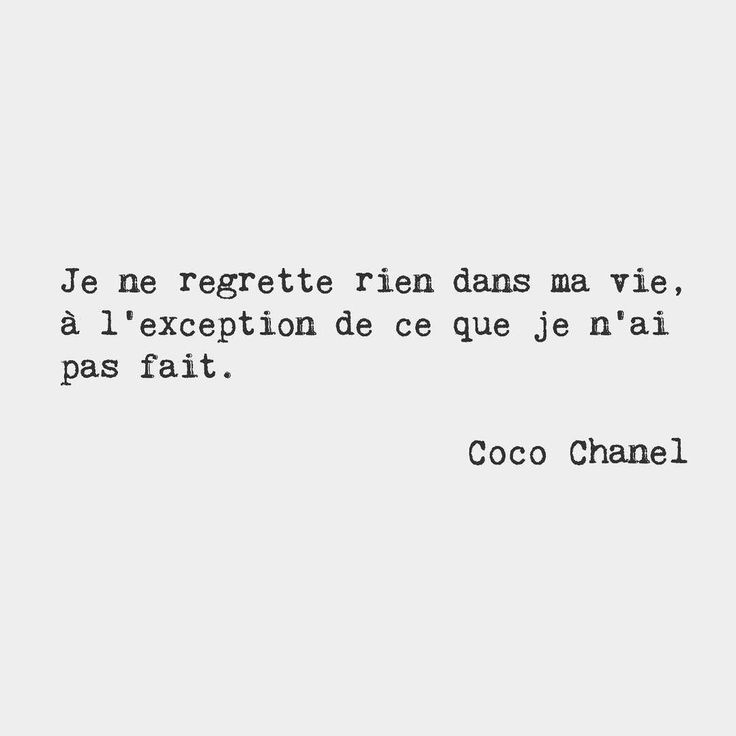 Je ne regrette rien dans ma vie,
à l'exception de ce que je n'ai
pas fait.
Coco Chanel